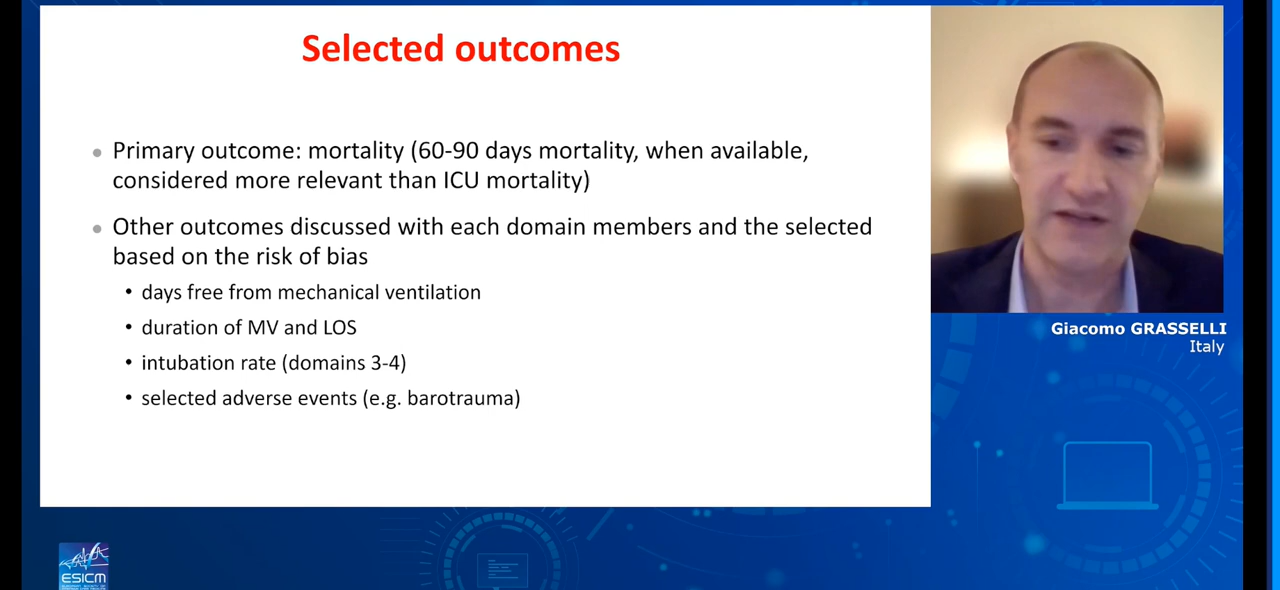 Selected outcomes
• Primary outcome: mortality (60-90 days mortality, when available,
considered more relevant than ICU mortality)
• Other outcomes discussed with each domain members and the selected
based on the risk of bias
• days free from mechanical ventilation
• duration of MV and LOS
• intubation rate (domains 3-4)
• selected adverse events (e.g. barotrauma)
Giacomo GRASSELLI
Italy
ESICM